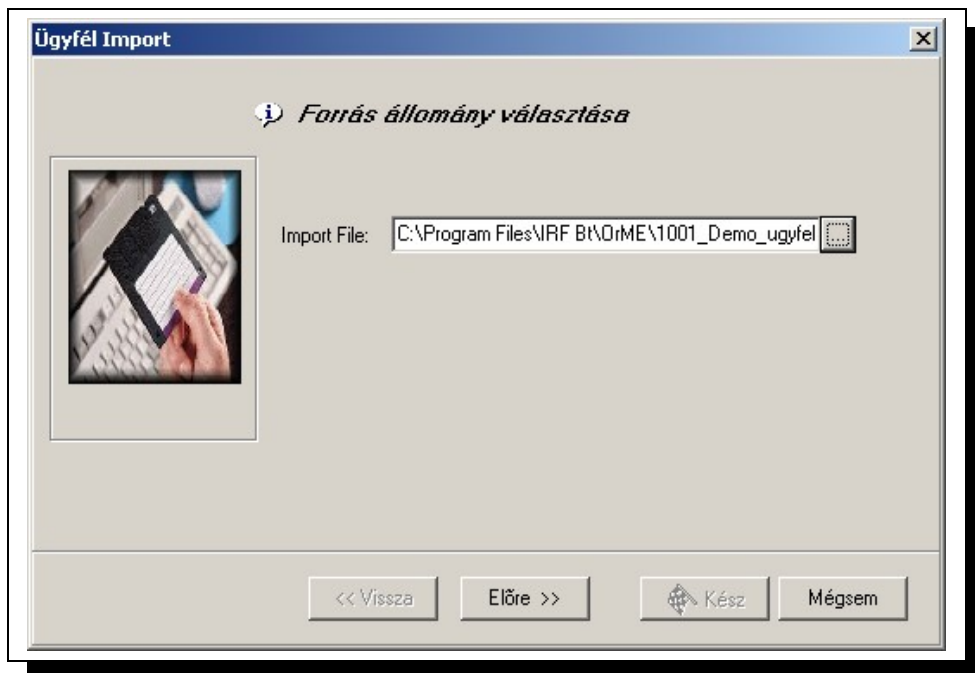 Ügyfél Import
Forrás állomány választása
Import File: C:\Program Files\IRF Bt\OrME\1001_Demo_ugyfel ...
<< Vissza Előre >> Kész Mégsem